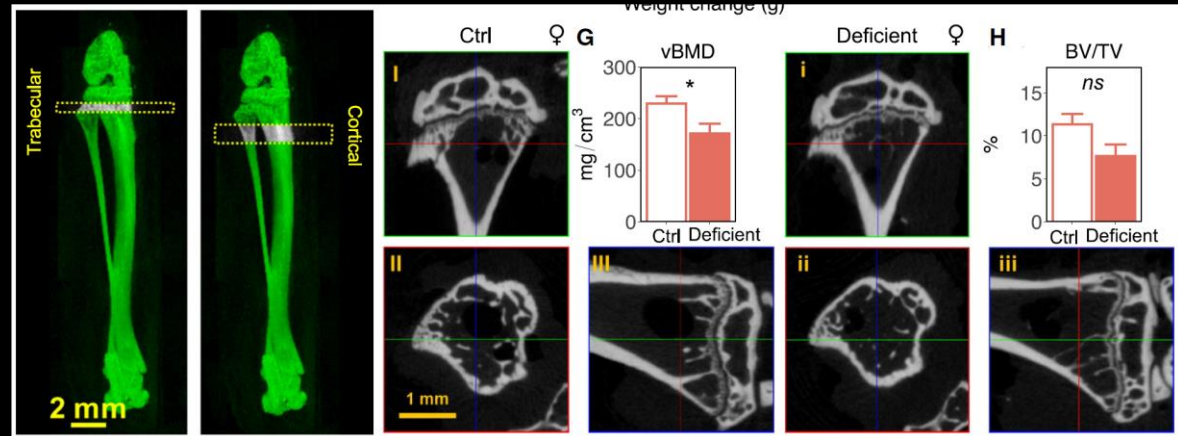 Weight change (g)
Trabecular
2 mm
Cortical
Ctrl ♀
I
G
vBMD
300
200
100
0
mg/cm³
*
Ctrl Deficient
Deficient ♀
i
H
BV/TV
15
10
5
0
%
ns
Ctrl Deficient
II
1 mm
III
ii
iii